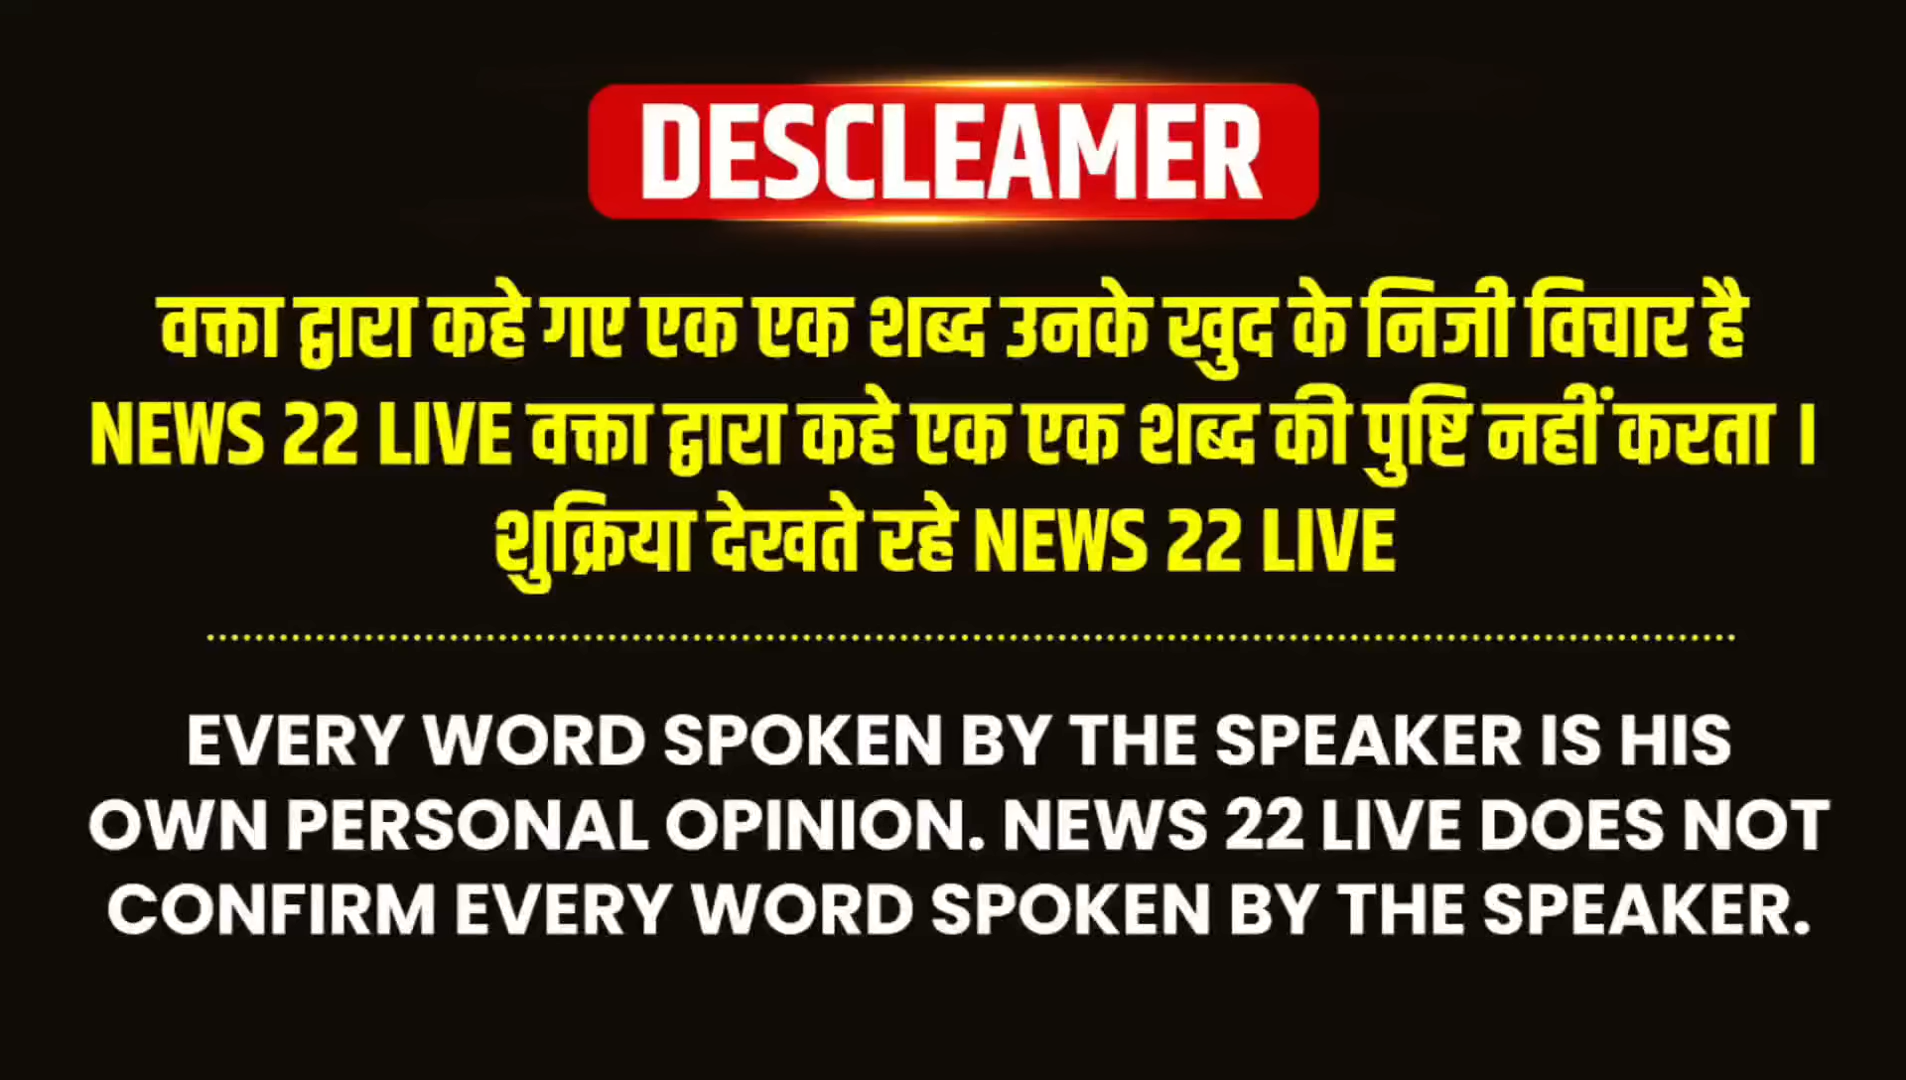 DESCLEAMER
वक्ता द्वारा कहे गए एक एक शब्द उनके खुद के निजी विचार है
NEWS 22 LIVE वक्ता द्वारा कहे एक एक शब्द की पुष्टि नहीं करता ।
शुक्रिया देखते रहे NEWS 22 LIVE
EVERY WORD SPOKEN BY THE SPEAKER IS HIS
OWN PERSONAL OPINION. NEWS 22 LIVE DOES NOT
CONFIRM EVERY WORD SPOKEN BY THE SPEAKER.